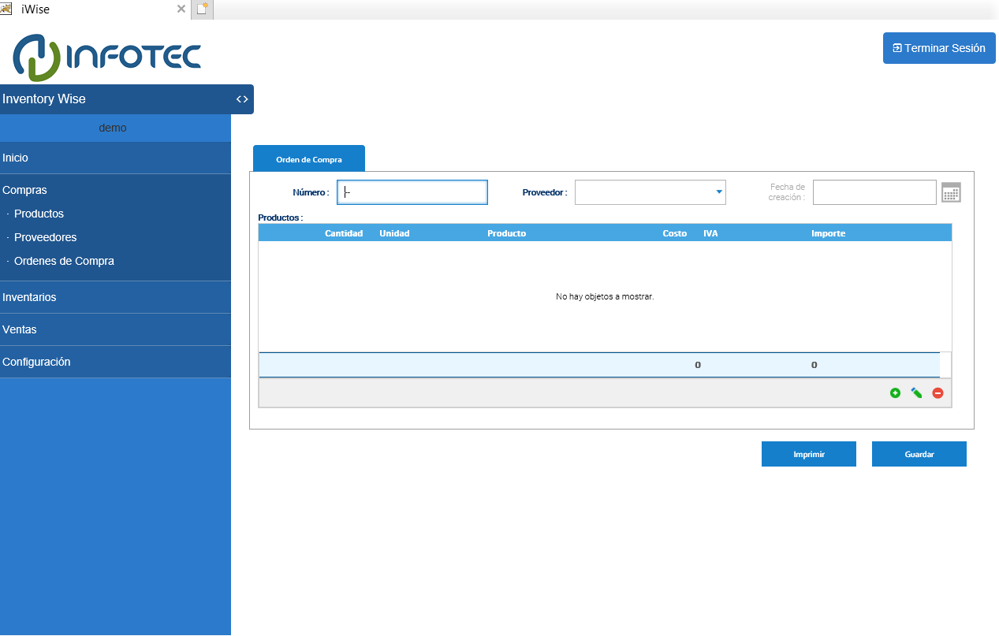 iWise
INFOTEC
Terminar Sesión
Inventory Wise
demo
Inicio
Compras
· Productos
· Proveedores
· Ordenes de Compra
Inventarios
Ventas
Configuración
Orden de Compra
Número : --
Proveedor :
Fecha de
creación :
Productos :
Cantidad Unidad Producto Costo IVA Importe
No hay objetos a mostrar.
0 0
Imprimir Guardar